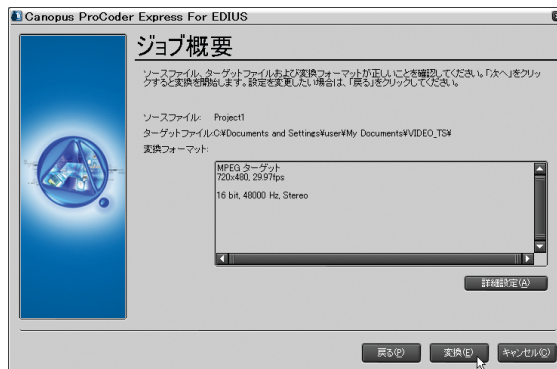 Canopus ProCoder Express For EDIUS
ジョブ概要
ソースファイル、ターゲットファイルおよび変換フォーマットが正しいことを確認してください。「次へ」をクリッ
クすると変換を開始します。設定を変更したい場合は、「戻る」をクリックしてください。
ソースファイル: Project1
ターゲットファイル:C:¥Documents and Settings¥user¥My Documents¥VIDEO_TS¥
変換フォーマット:
MPEG ターゲット
720x480, 29.97fps
16 bit, 48000 Hz, Stereo
詳細設定(A)
戻る(P) 変換(E) キャンセル(C)